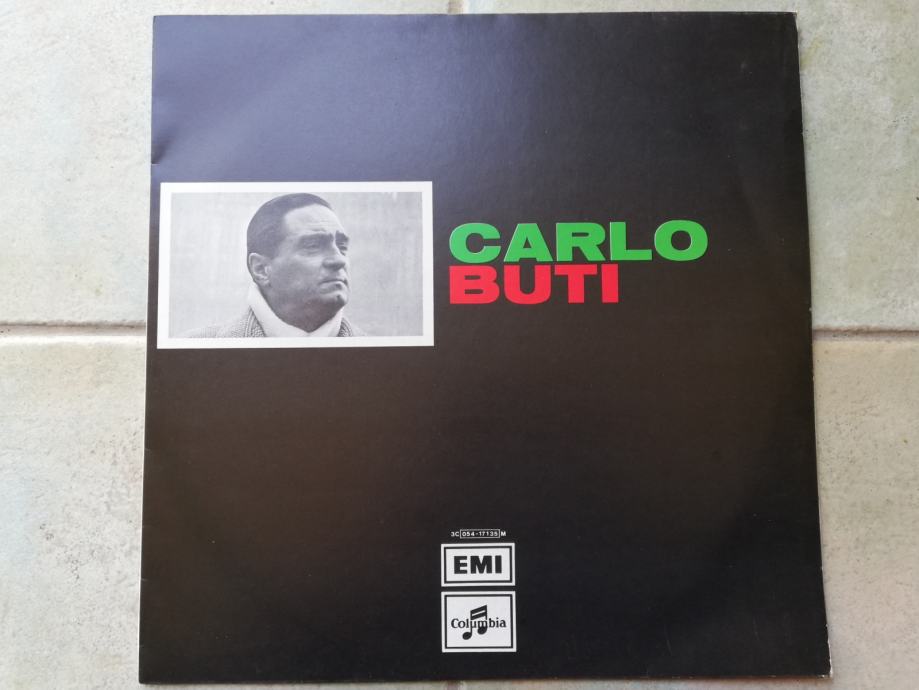 CARLO
BUTI
3C 054-17135 M
EMI
Columbia